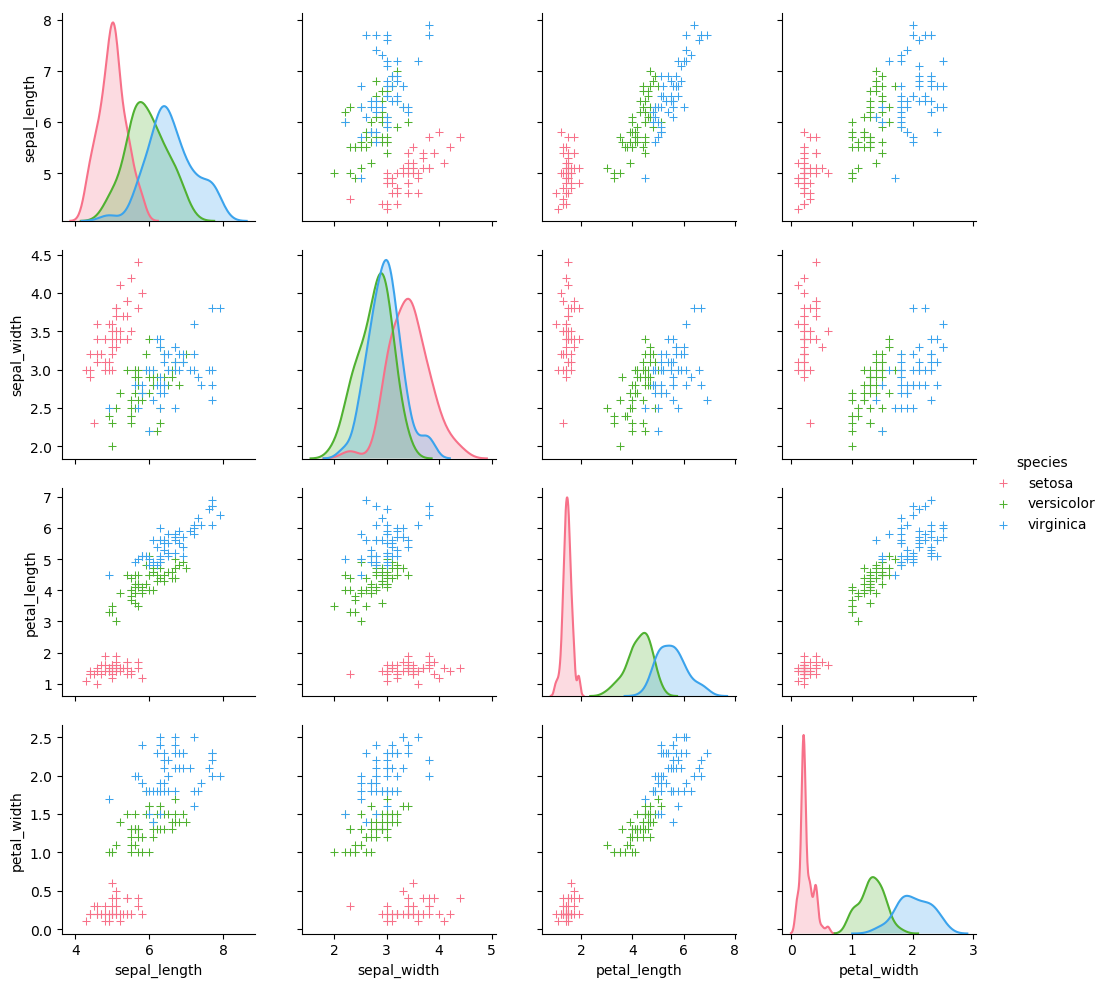 8
7
6
5
sepal_length
4.5
4.0
3.5
3.0
2.5
2.0
sepal_width
species
setosa
versicolor
virginica
7
6
5
4
3
2
1
petal_length
2.5
2.0
1.5
1.0
0.5
0.0
petal_width
4 6 8 2 3 4 5 2 4 6 8 0 1 2 3
sepal_length sepal_width petal_length petal_width